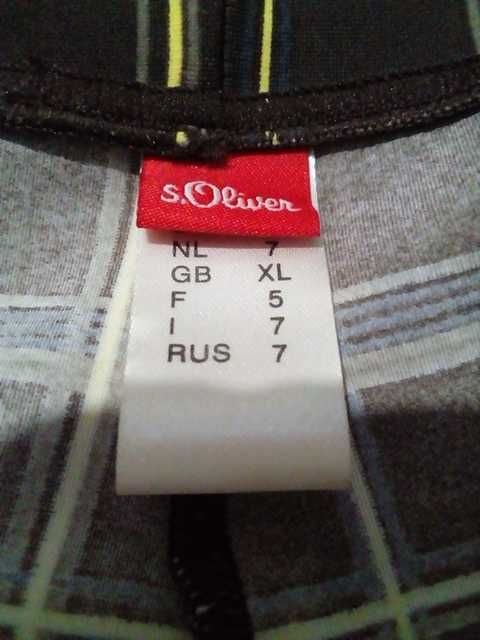 s.Oliver
NL 7
GB XL
F 5
I 7
RUS 7